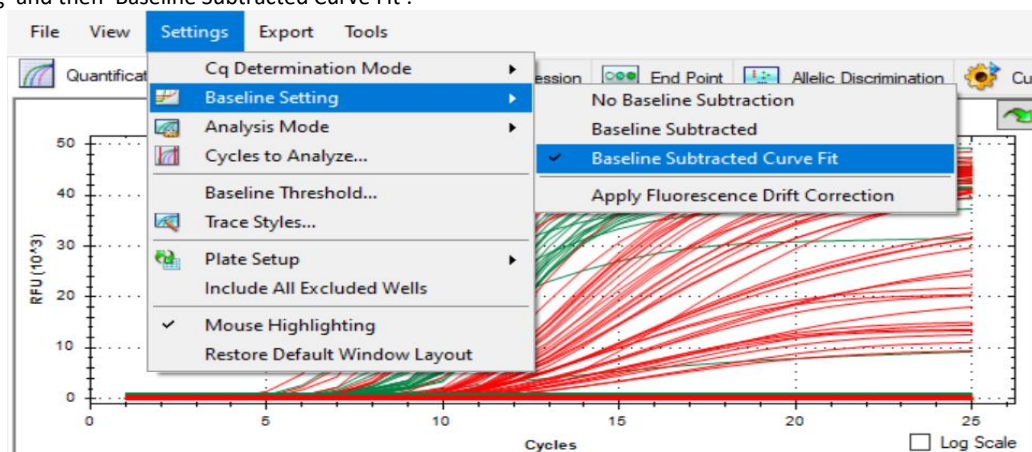 g' and then 'Baseline Subtracted Curve Fit'.
File View Settings Export Tools
Quantificat ession End Point Allelic Discrimination Cu
Cq Determination Mode
Baseline Setting
Analysis Mode
Cycles to Analyze...
Baseline Threshold...
Trace Styles...
Plate Setup
Include All Excluded Wells
Mouse Highlighting
Restore Default Window Layout
No Baseline Subtraction
Baseline Subtracted
Baseline Subtracted Curve Fit
Apply Fluorescence Drift Correction
RFU (10^3)
50
40
30
20
10
0
0 5 10 15 20 25
Cycles
Log Scale